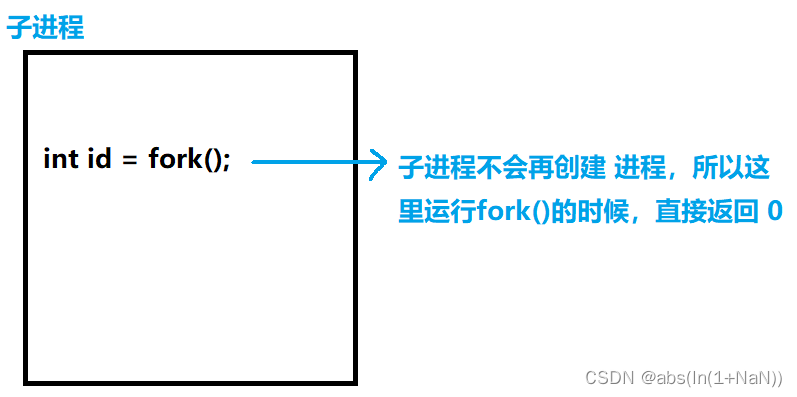 子进程
int id = fork();
子进程不会再创建 进程，所以这
里运行fork()的时候，直接返回 0
CSDN @abs(ln(1+NaN))